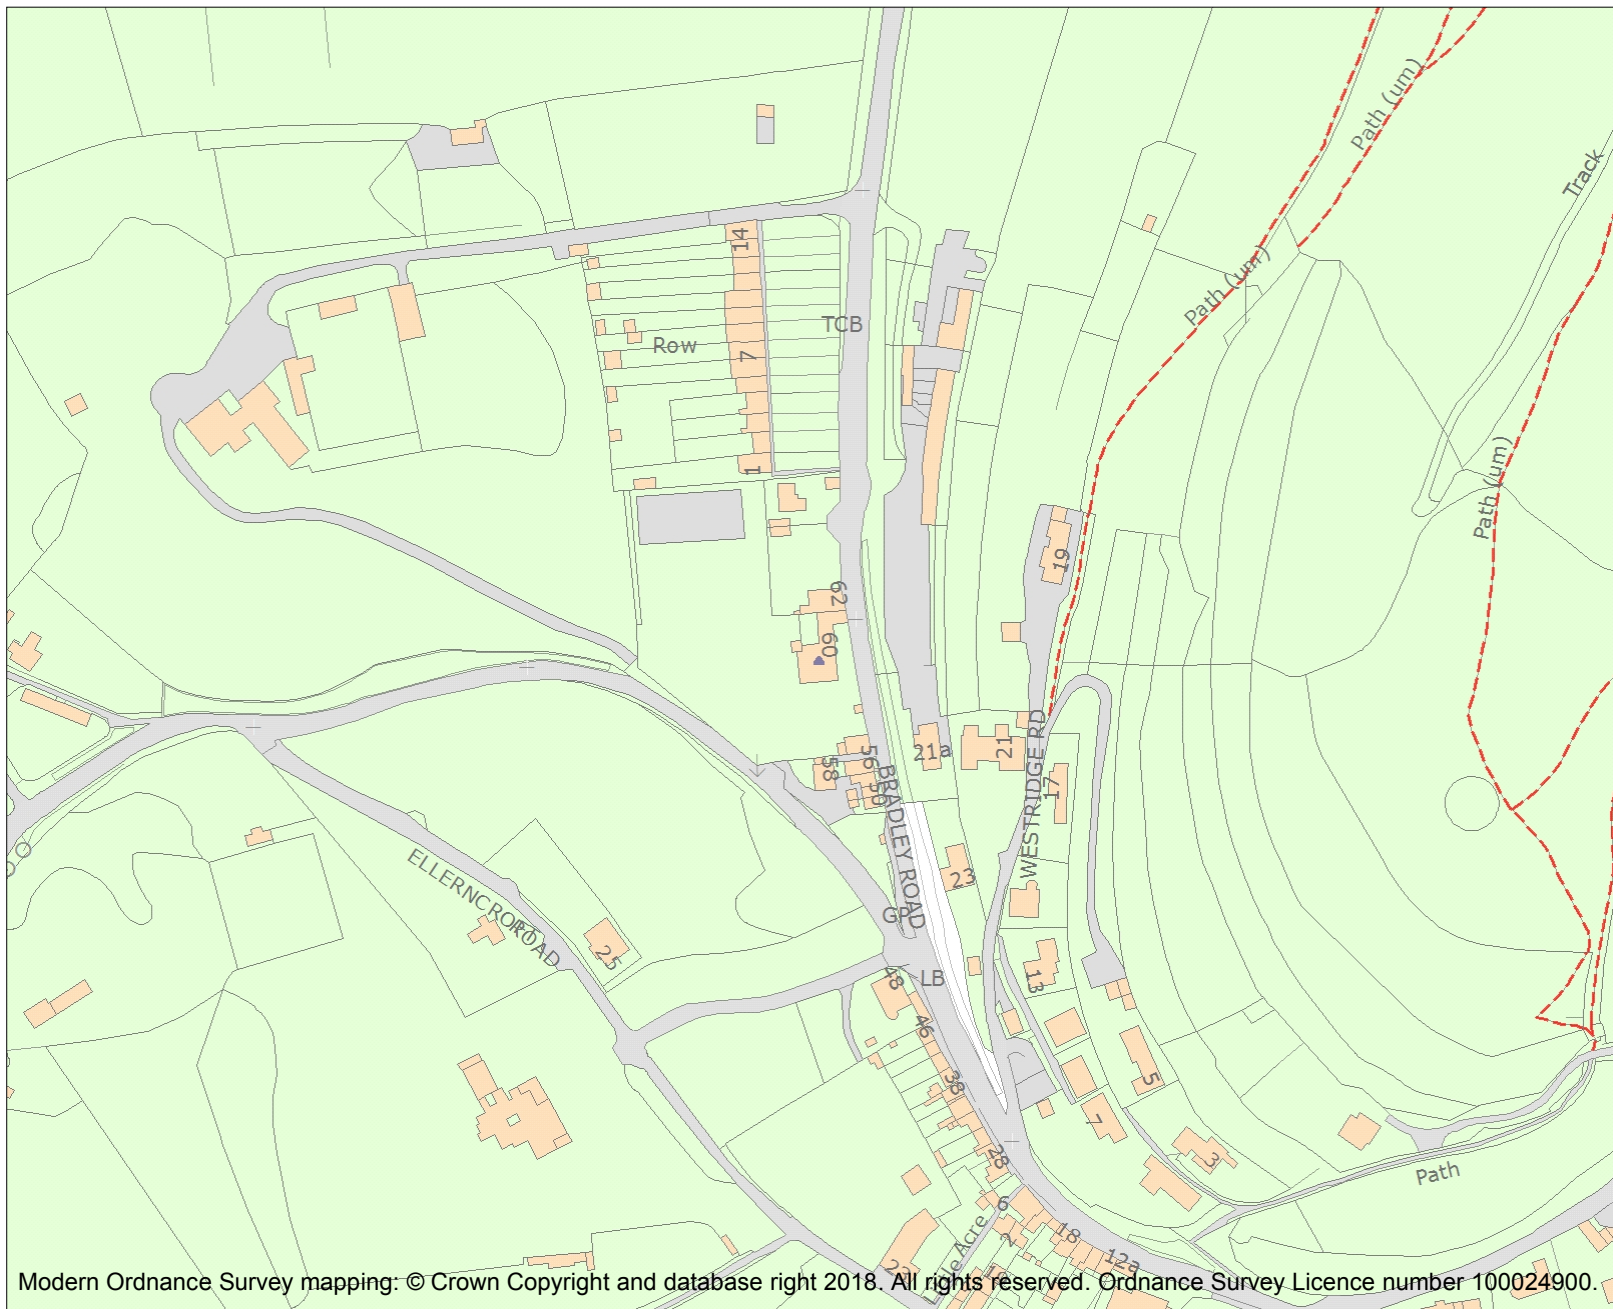 Path (um)
Track
14
Path (um)
TCB
Row
7
1
Path (um)
19
62
60
21a
21
WESTRIDGE RD
17
56
58
50
BRADLEY ROAD
23
ELLERNCROFT
ROAD
25
GP
LB
48
13
46
38
5
7
28
3
Path
6
2
18
12a
Acre
Modern Ordnance Survey mapping: © Crown Copyright and database right 2018. All rights reserved. Ordnance Survey Licence number 100024900.